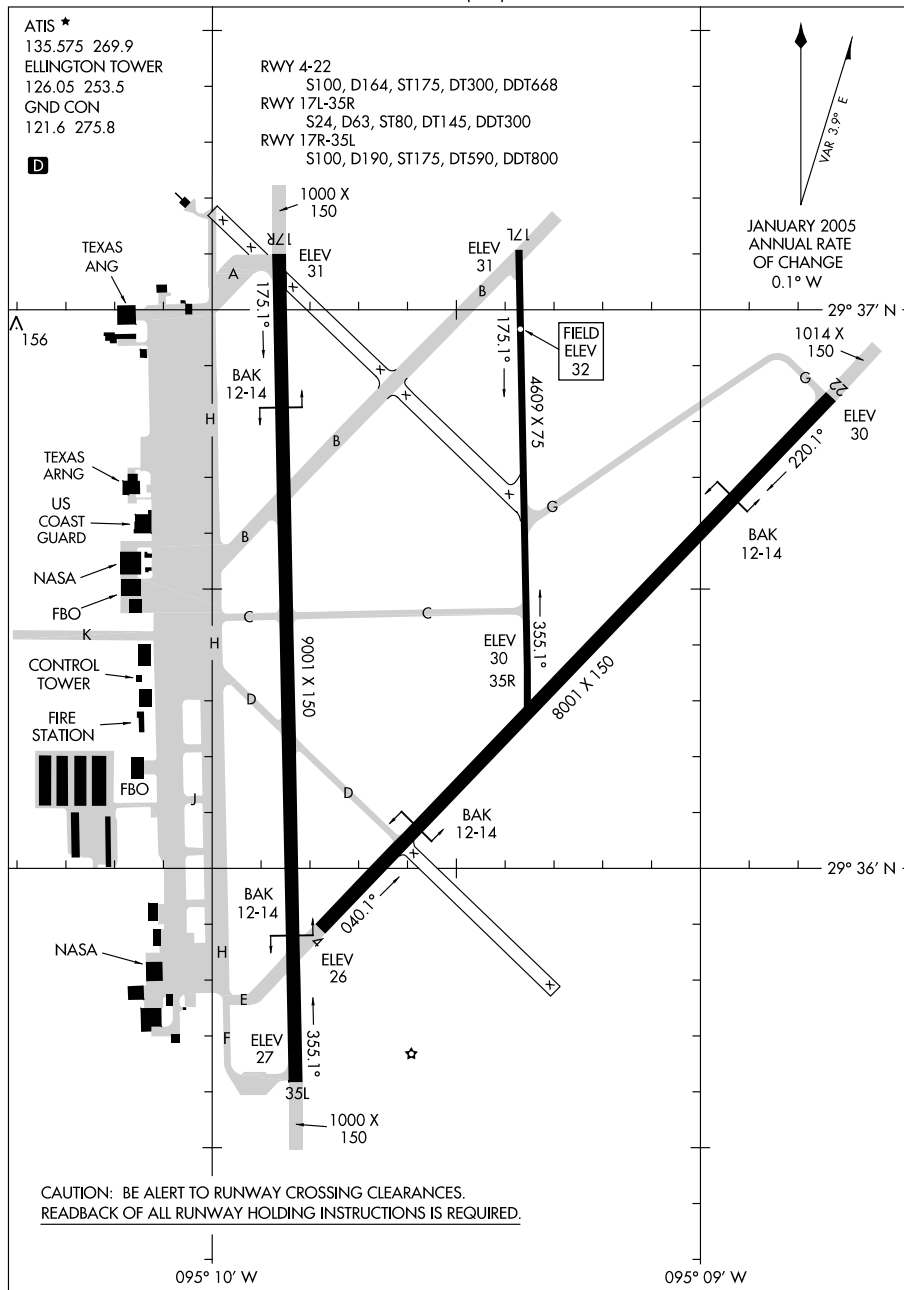 ATIS ★
135.575 269.9
ELLINGTON TOWER
126.05 253.5
GND CON
121.6 275.8
D
RWY 4-22
S100, D164, ST175, DT300, DDT668
RWY 17L-35R
S24, D63, ST80, DT145, DDT300
RWY 17R-35L
S100, D190, ST175, DT590, DDT800
VAR 3.9° E
JANUARY 2005
ANNUAL RATE
OF CHANGE
0.1° W
1000 X
150
17R
ELEV
31
17L
ELEV
31
TEXAS
ANG
A
B
156
29° 37' N
175.1°
175.1°
FIELD
ELEV
32
1014 X
150
BAK
12-14
4609 X 75
G
22
ELEV
30
H
B
220.1°
TEXAS
ARNG
US
COAST
GUARD
B
G
BAK
12-14
NASA
FBO
C
C
K
H
9001 X 150
ELEV
30
35R
355.1°
8001 X 150
CONTROL
TOWER
D
FIRE
STATION
FBO
J
D
BAK
12-14
29° 36' N
BAK
12-14
040.1°
4
ELEV
26
NASA
H
E
F
ELEV
27
355.1°
35L
1000 X
150
CAUTION: BE ALERT TO RUNWAY CROSSING CLEARANCES.
READBACK OF ALL RUNWAY HOLDING INSTRUCTIONS IS REQUIRED.
095° 10' W
095° 09' W